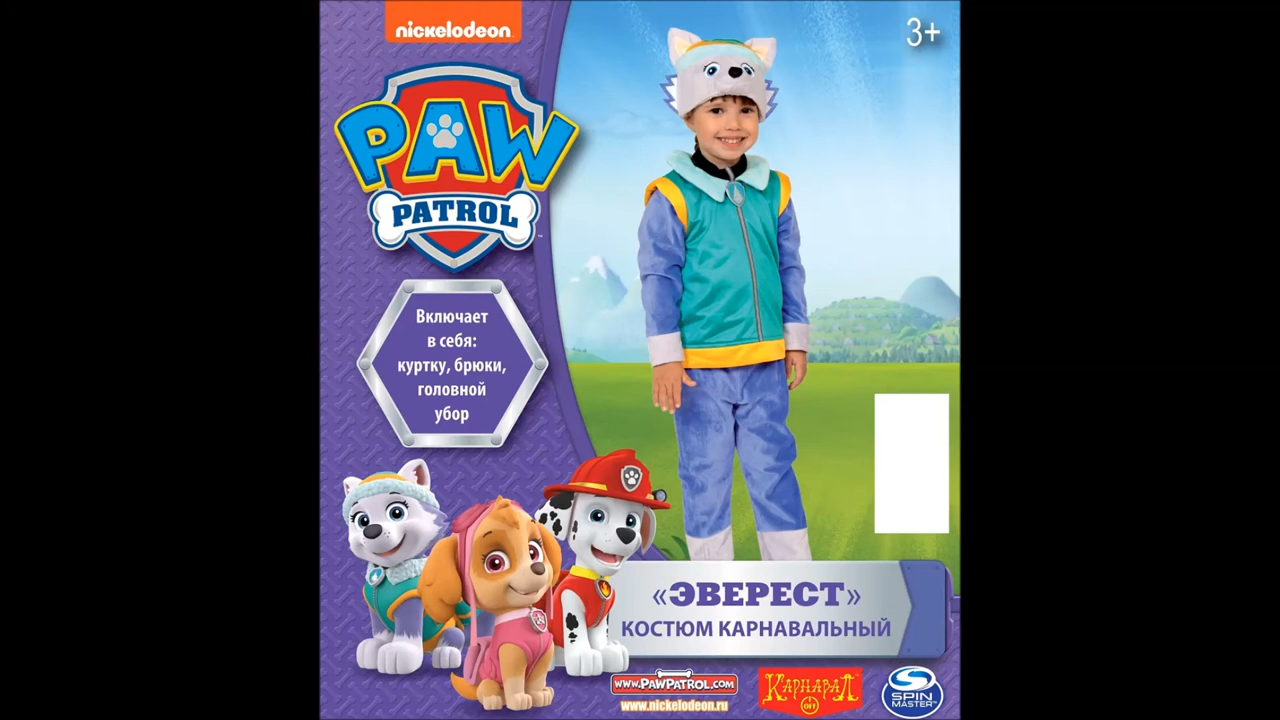 nickelodeon
3+
PAW
PATROL
Включает
в себя:
куртку, брюки,
головной
убор
«ЭВЕРЕСТ»
КОСТЮМ КАРНАВАЛЬНЫЙ
WWW.PAWPATROL.COM
www.nickelodeon.ru
КАРНАВАЛ
OFF
SPIN
MASTER